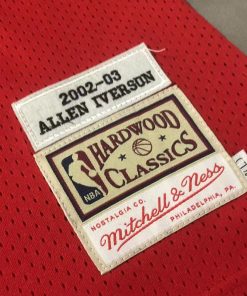 2002-03
ALLEN IVERSON
HARDWOOD
CLASSICS
NBA
NOSTALGIA CO.
Mitchell & Ness
PHILADELPHIA, PA.